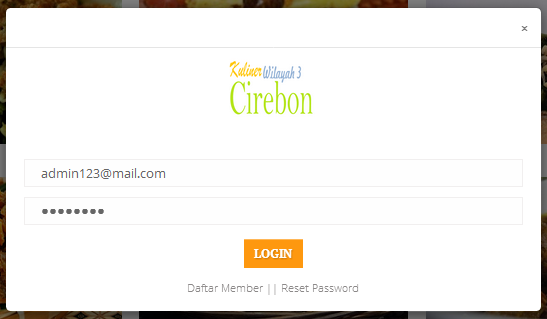 ×
Kuliner Wilayah 3
Cirebon
admin123@mail.com
●●●●●●●●
LOGIN
Daftar Member || Reset Password